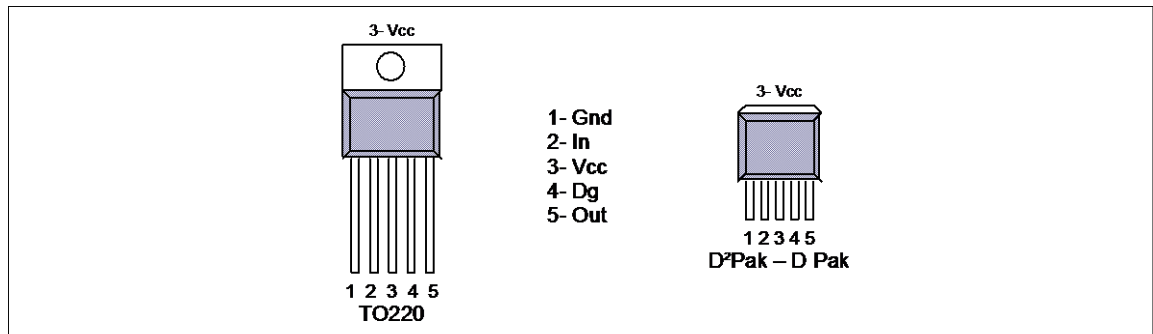 3- Vcc
1 2 3 4 5
TO220
1- Gnd
2- In
3- Vcc
4- Dg
5- Out
3- Vcc
1 2 3 4 5
D²Pak – D Pak